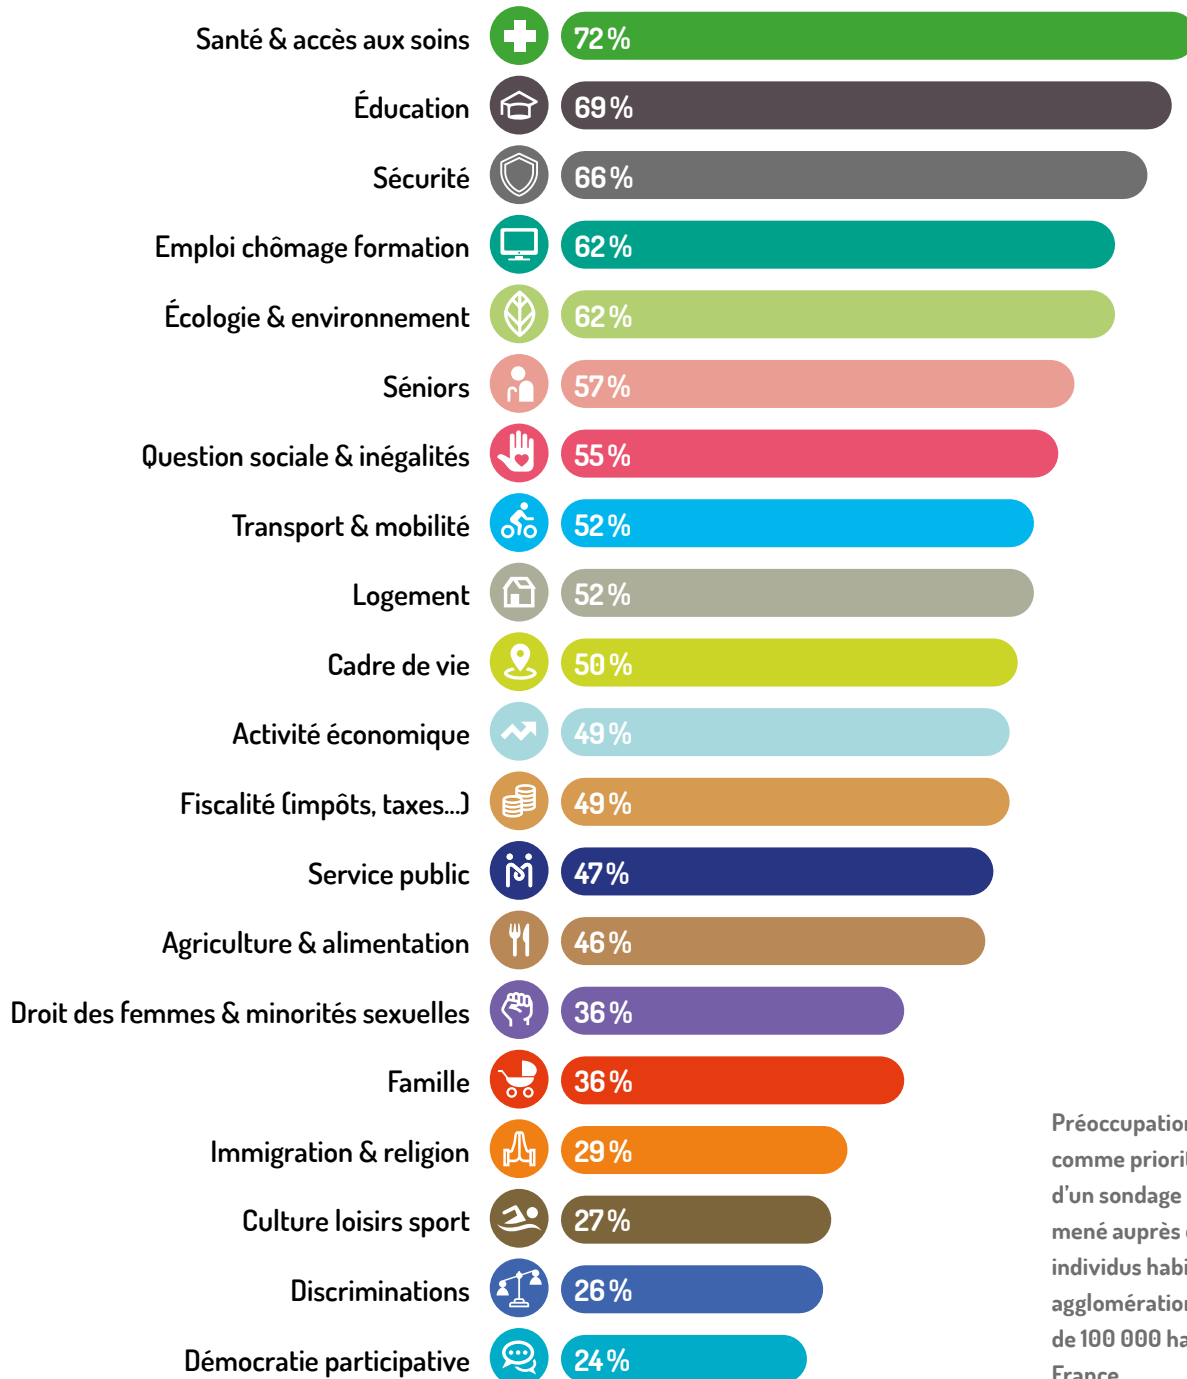 Santé & accès aux soins 72%
Éducation 69%
Sécurité 66%
Emploi chômage formation 62%
Écologie & environnement 62%
Séniors 57%
Question sociale & inégalités 55%
Transport & mobilité 52%
Logement 52%
Cadre de vie 50%
Activité économique 49%
Fiscalité (impôts, taxes...) 49%
Service public 47%
Agriculture & alimentation 46%
Droit des femmes & minorités sexuelles 36%
Famille 36%
Immigration & religion 29%
Culture loisirs sport 27%
Discriminations 26%
Démocratie participative 24%
comme
d'un sondage
mené auprès
individus
de 100 000
France